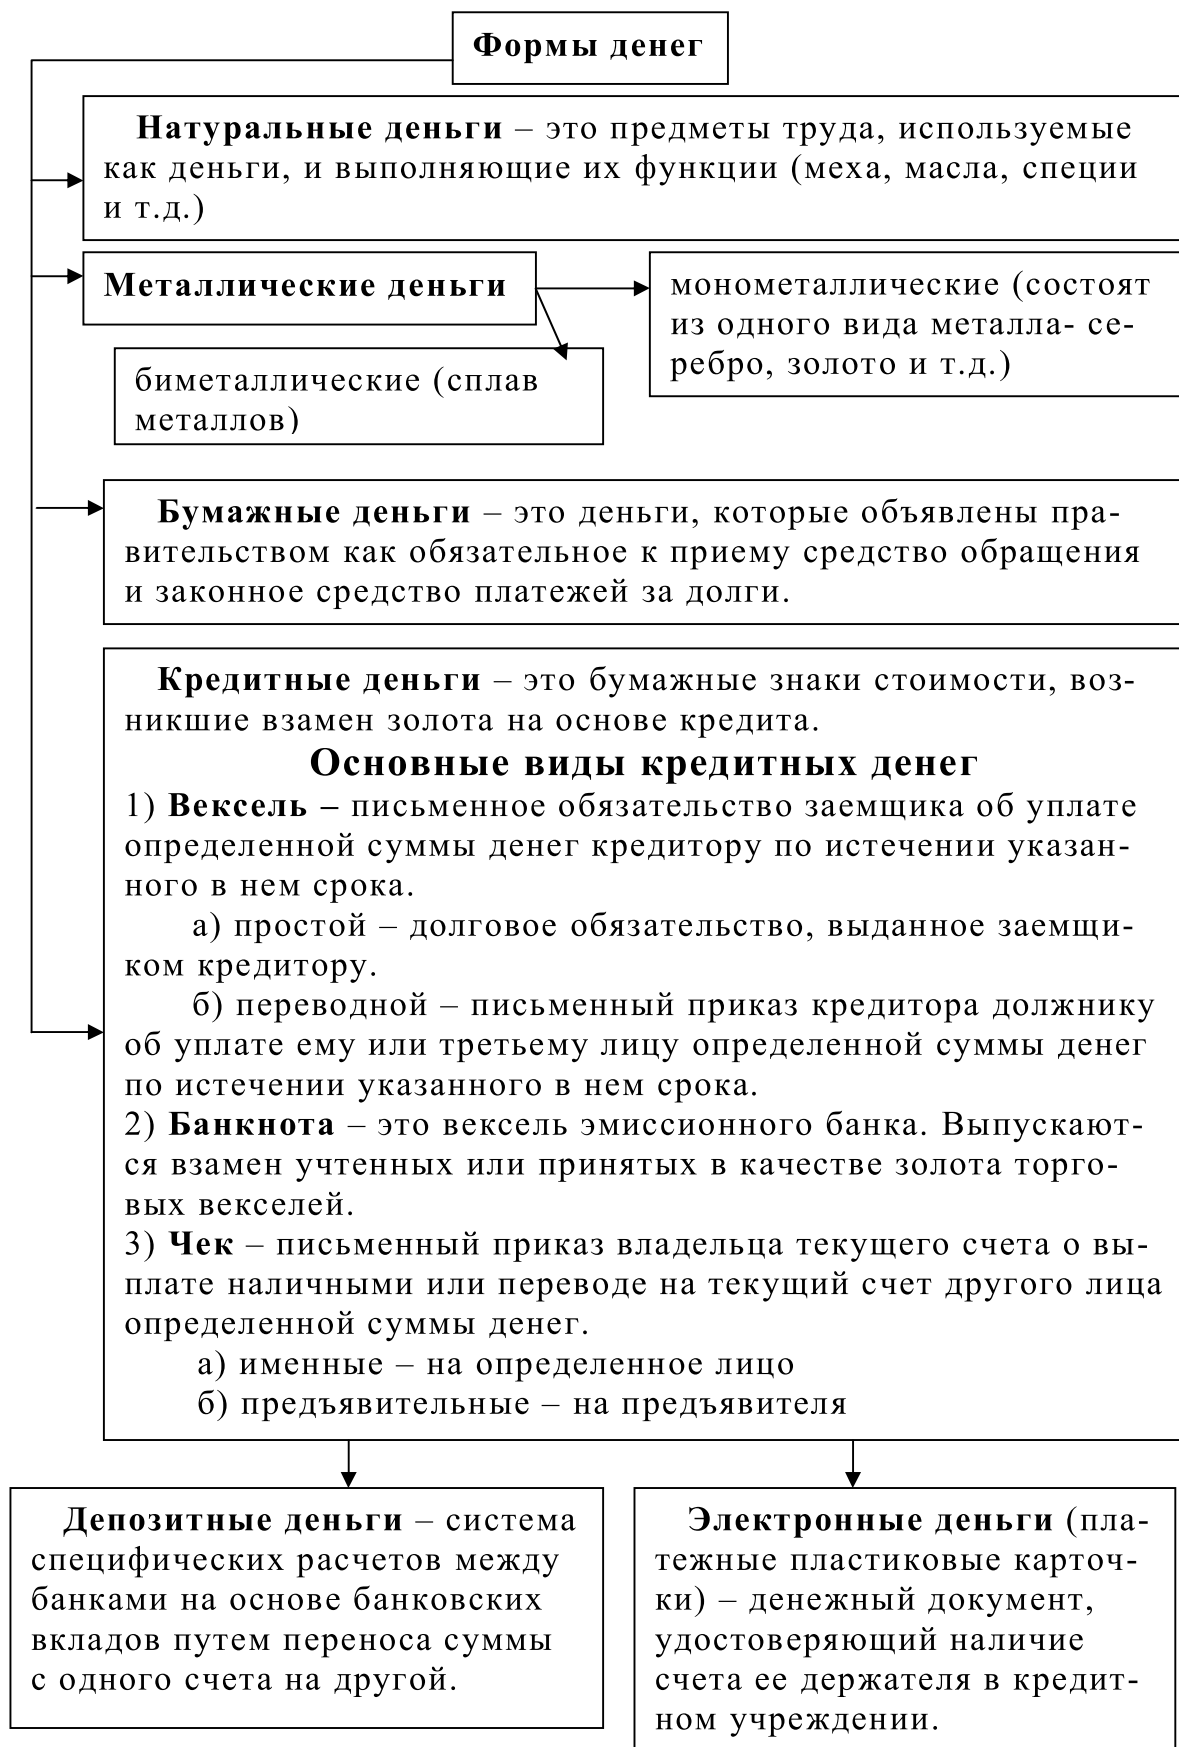 Формы денег
Натуральные деньги – это предметы труда, используемые
как деньги, и выполняющие их функции (меха, масла, специи
и т.д.)
Металлические деньги
монометаллические (состоят
из одного вида металла- се-
ребро, золото и т.д.)
биметаллические (сплав
металлов)
Бумажные деньги – это деньги, которые объявлены пра-
вительством как обязательное к приему средство обращения
и законное средство платежей за долги.
Кредитные деньги – это бумажные знаки стоимости, воз-
никшие взамен золота на основе кредита.
Основные виды кредитных денег
1) Вексель – письменное обязательство заемщика об уплате
определенной суммы денег кредитору по истечении указан-
ного в нем срока.
а) простой – долговое обязательство, выданное заемщи-
ком кредитору.
б) переводной – письменный приказ кредитора должнику
об уплате ему или третьему лицу определенной суммы денег
по истечении указанного в нем срока.
2) Банкнота – это вексель эмиссионного банка. Выпускают-
ся взамен учтенных или принятых в качестве золота торго-
вых векселей.
3) Чек – письменный приказ владельца текущего счета о вы-
плате наличными или переводе на текущий счет другого лица
определенной суммы денег.
а) именные – на определенное лицо
б) предъявительные – на предъявителя
Депозитные деньги – система
специфических расчетов между
банками на основе банковских
вкладов путем переноса суммы
с одного счета на другой.
Электронные деньги (пла-
тежные пластиковые карточ-
ки) – денежный документ,
удостоверяющий наличие
счета ее держателя в кредит-
ном учреждении.